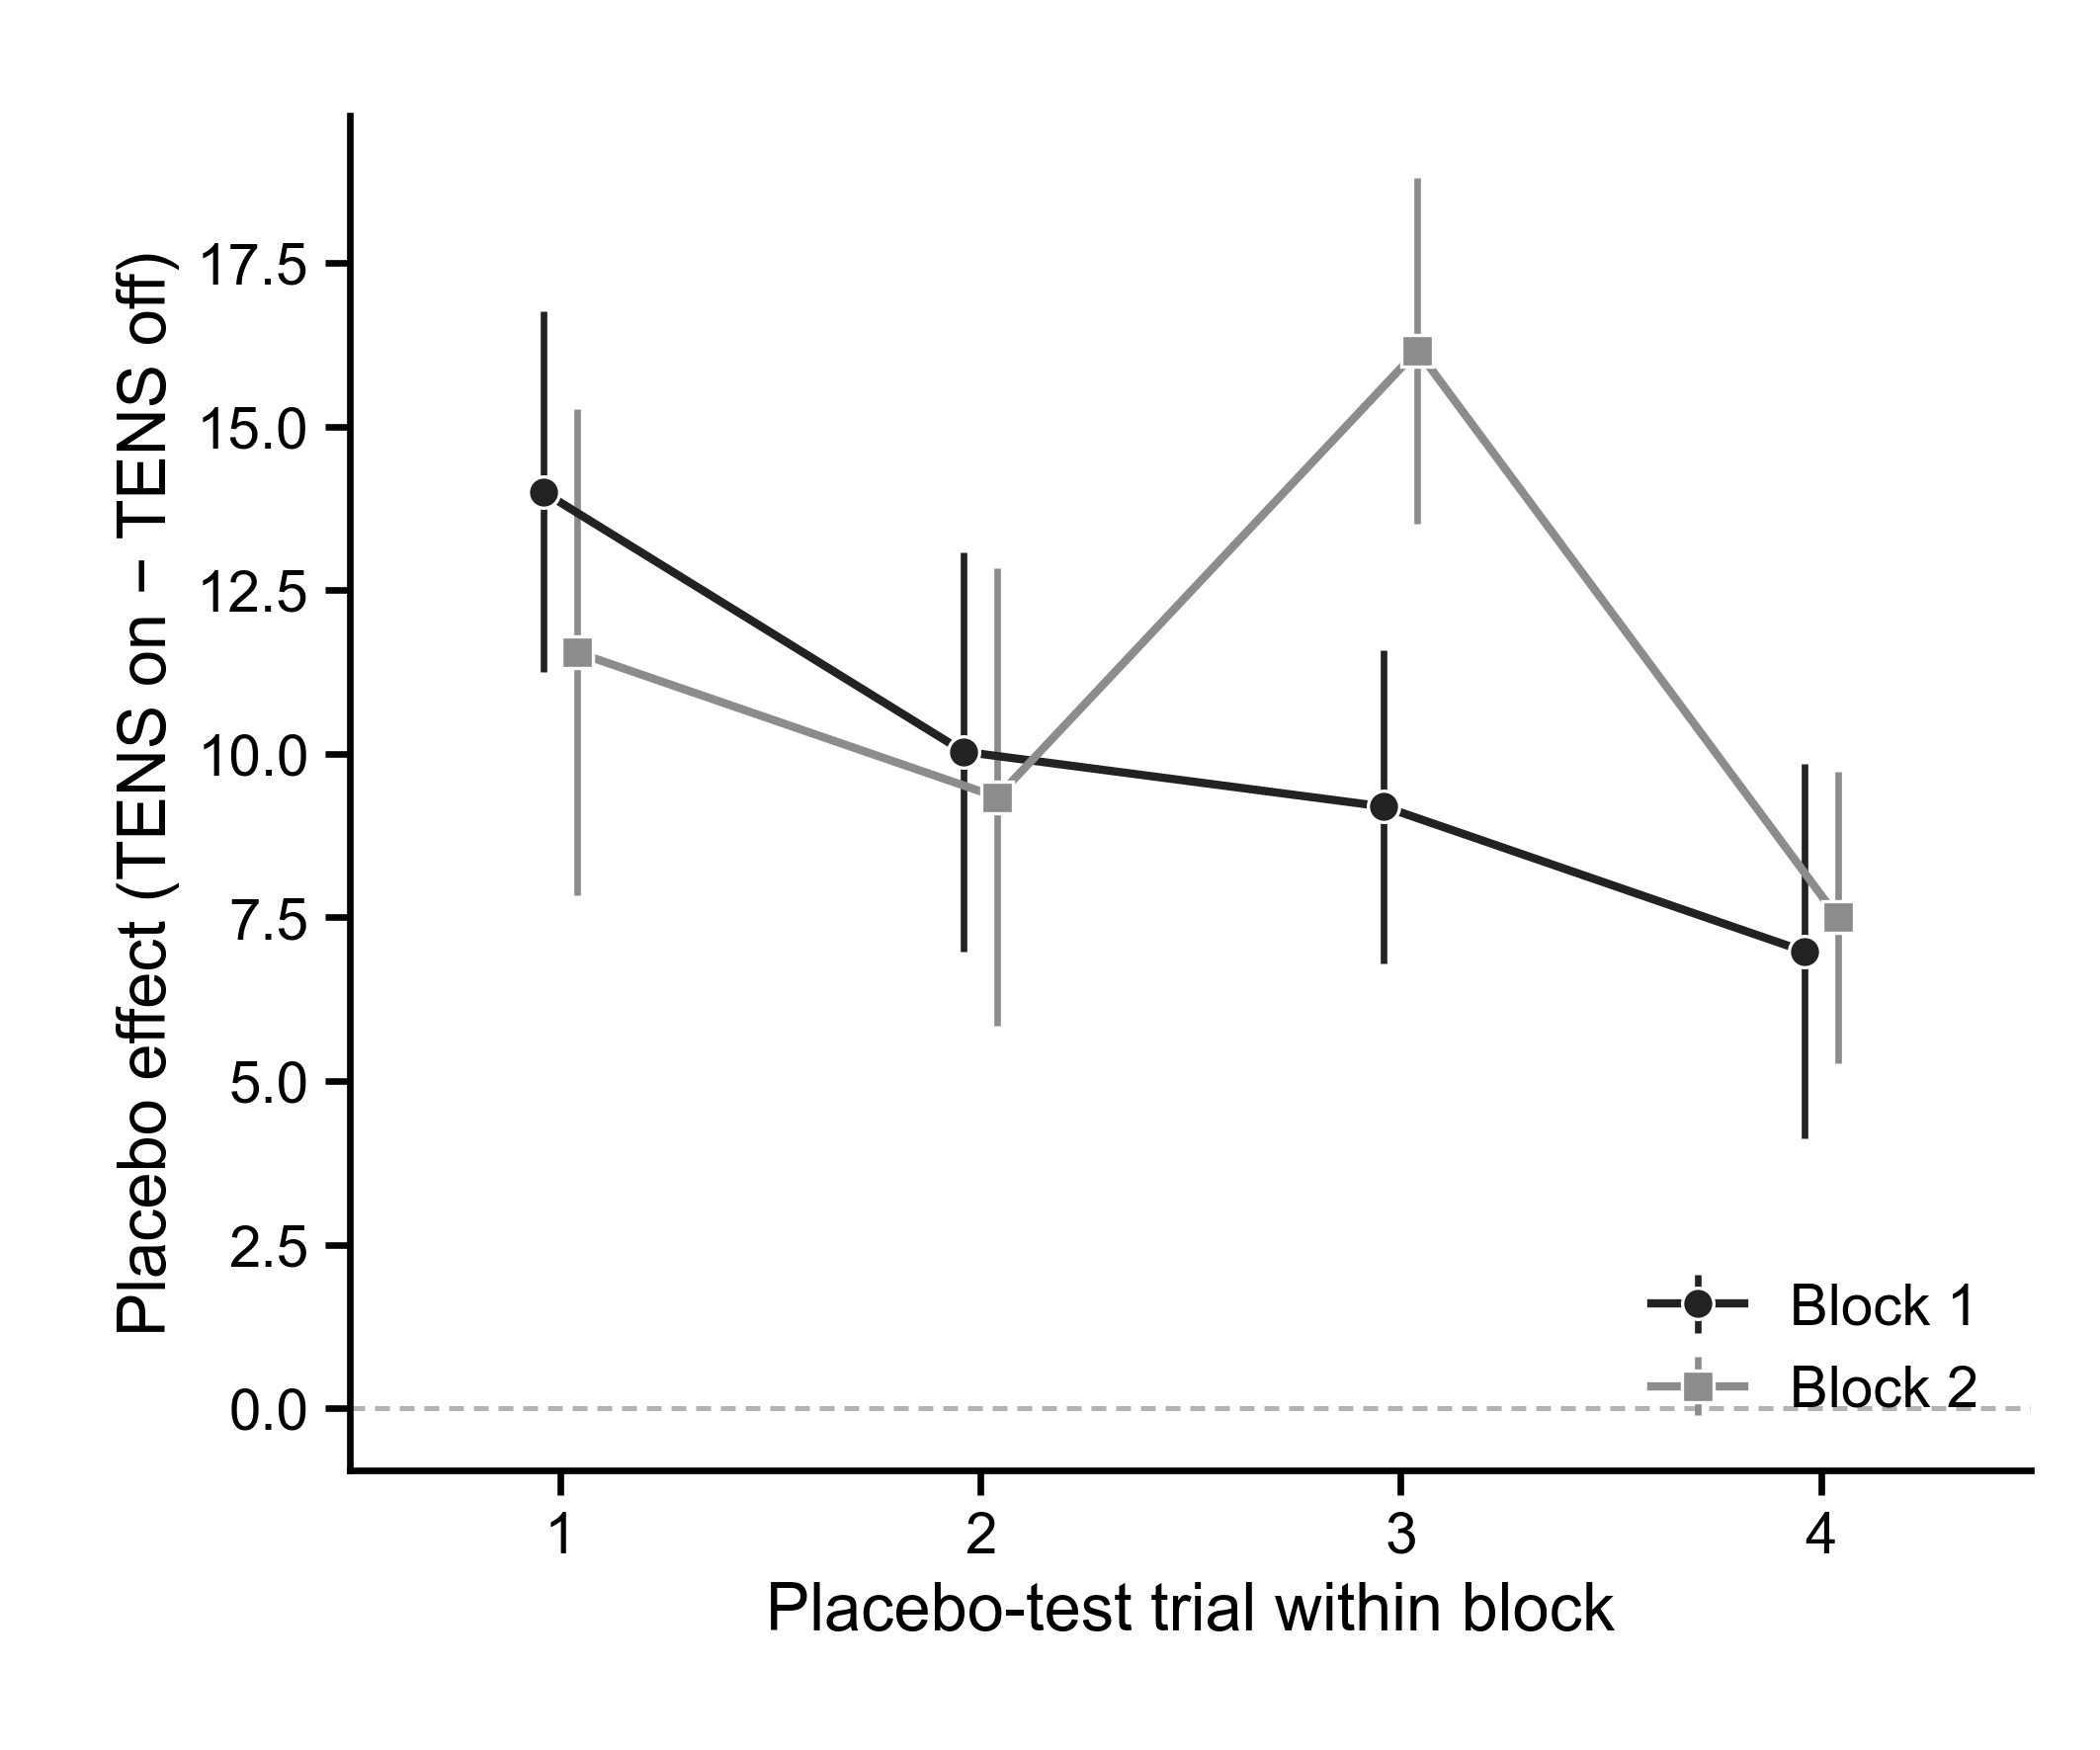 Placebo effect (TENS on − TENS off)
17.5
15.0
12.5
10.0
7.5
5.0
2.5
0.0
Block 1
Block 2
1 2 3 4
Placebo-test trial within block